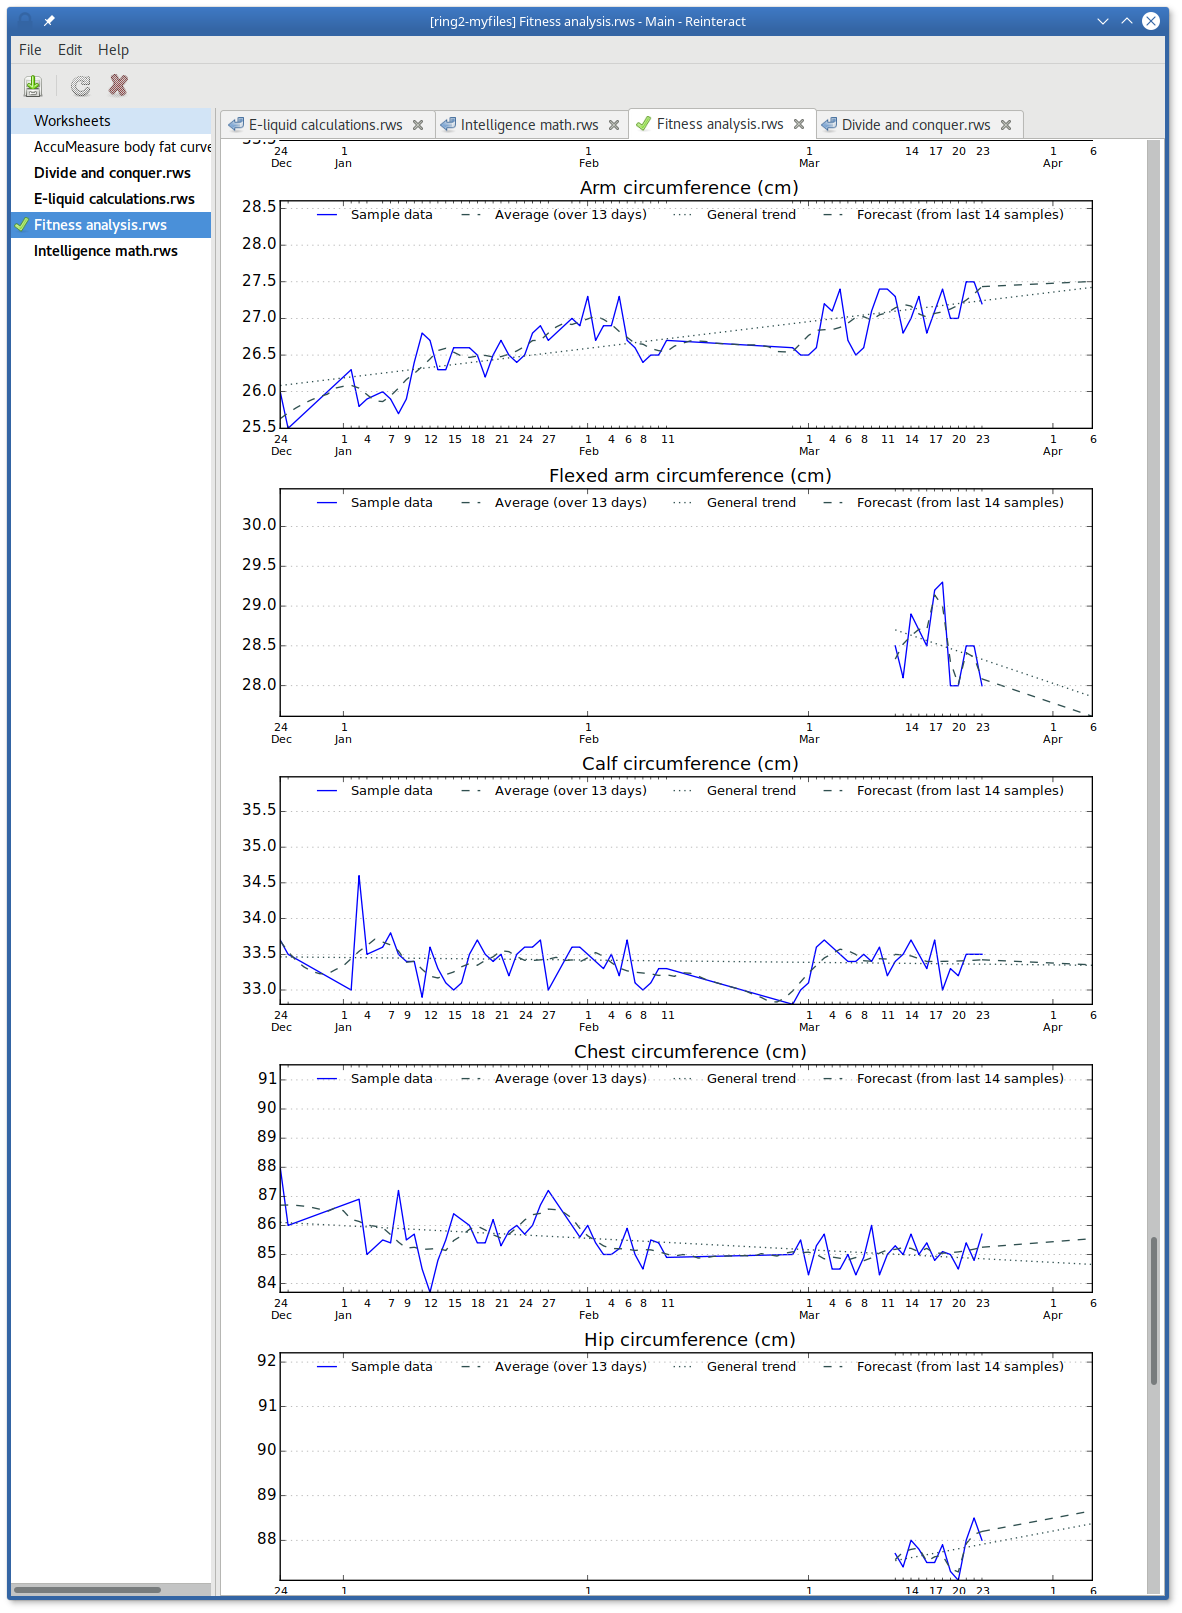 [ring2-myfiles] Fitness analysis.rws - Main - Reinteract
File Edit Help
Worksheets
AccuMeasure body fat curve
Divide and conquer.rws
E-liquid calculations.rws
Fitness analysis.rws
Intelligence math.rws
E-liquid calculations.rws Intelligence math.rws Fitness analysis.rws Divide and conquer.rws
24 1 1 1 14 17 20 23 1 6
Dec Jan Feb Mar Apr
Arm circumference (cm)
Sample data Average (over 13 days) General trend Forecast (from last 14 samples)
28.5
28.0
27.5
27.0
26.5
26.0
25.5
24 1 4 7 9 12 15 18 21 24 27 1 4 6 8 11 1 4 6 8 11 14 17 20 23 1 6
Dec Jan Feb Mar Apr
Flexed arm circumference (cm)
Sample data Average (over 13 days) General trend Forecast (from last 14 samples)
30.0
29.5
29.0
28.5
28.0
24 1 1 1 14 17 20 23 1 6
Dec Jan Feb Mar Apr
Calf circumference (cm)
Sample data Average (over 13 days) General trend Forecast (from last 14 samples)
35.5
35.0
34.5
34.0
33.5
33.0
24 1 4 7 9 12 15 18 21 24 27 1 4 6 8 11 1 4 6 8 11 14 17 20 23 1 6
Dec Jan Feb Mar Apr
Chest circumference (cm)
Sample data Average (over 13 days) General trend Forecast (from last 14 samples)
91
90
89
88
87
86
85
84
24 1 4 7 9 12 15 18 21 24 27 1 4 6 8 11 1 4 6 8 11 14 17 20 23 1 6
Dec Jan Feb Mar Apr
Hip circumference (cm)
Sample data Average (over 13 days) General trend Forecast (from last 14 samples)
92
91
90
89
88
24 1 1 1 14 17 20 23 1 6